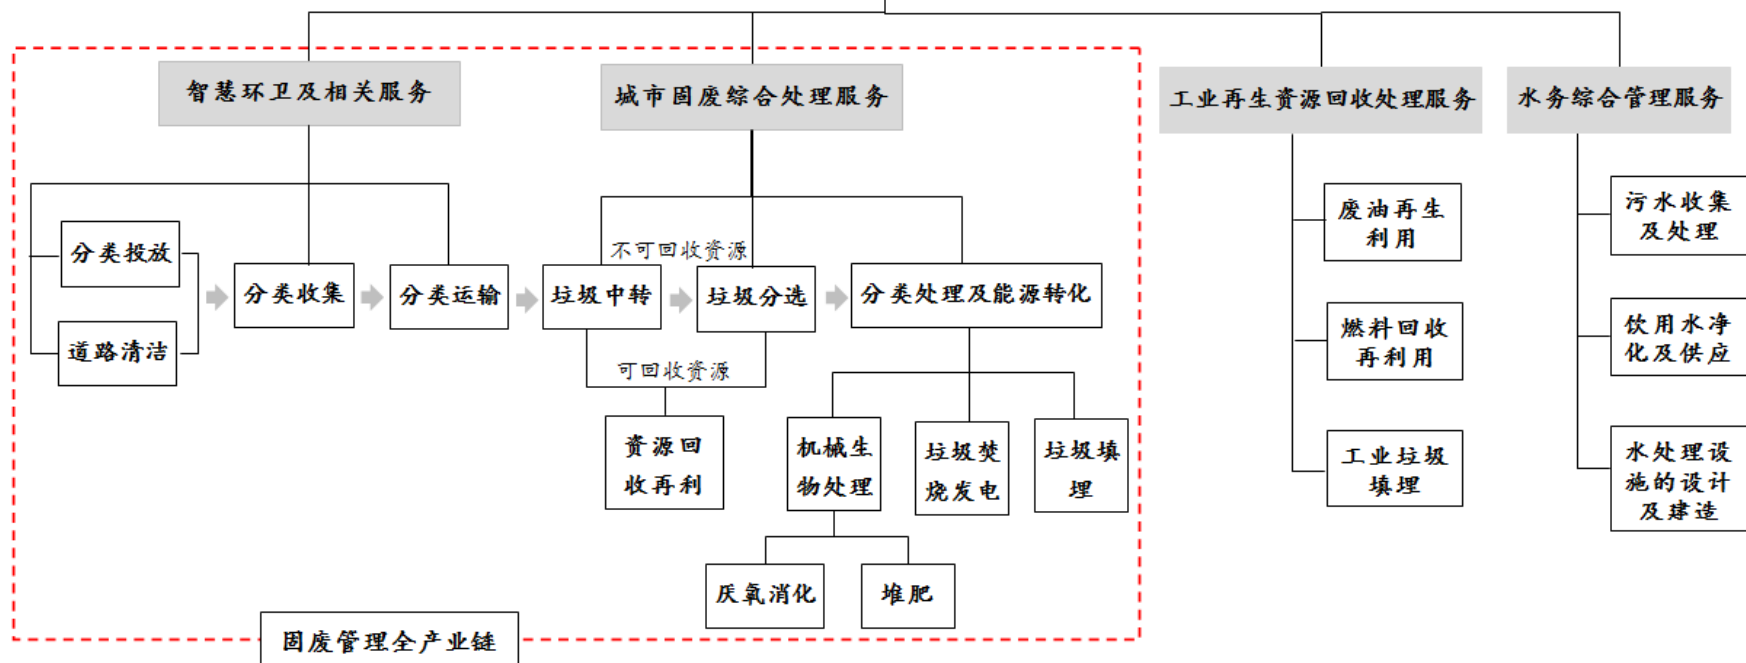 智慧环卫及相关服务
城市固废综合处理服务
工业再生资源回收处理服务
水务综合管理服务
分类投放
道路清洁
分类收集
分类运输
不可回收资源
垃圾中转
垃圾分选
分类处理及能源转化
可回收资源
资源回
收再利
机械生
物处理
垃圾焚
烧发电
垃圾填
埋
厌氧消化
堆肥
固废管理全产业链
废油再生
利用
燃料回收
再利用
工业垃圾
填埋
污水收集
及处理
饮用水净
化及供应
水处理设
施的设计
及建造